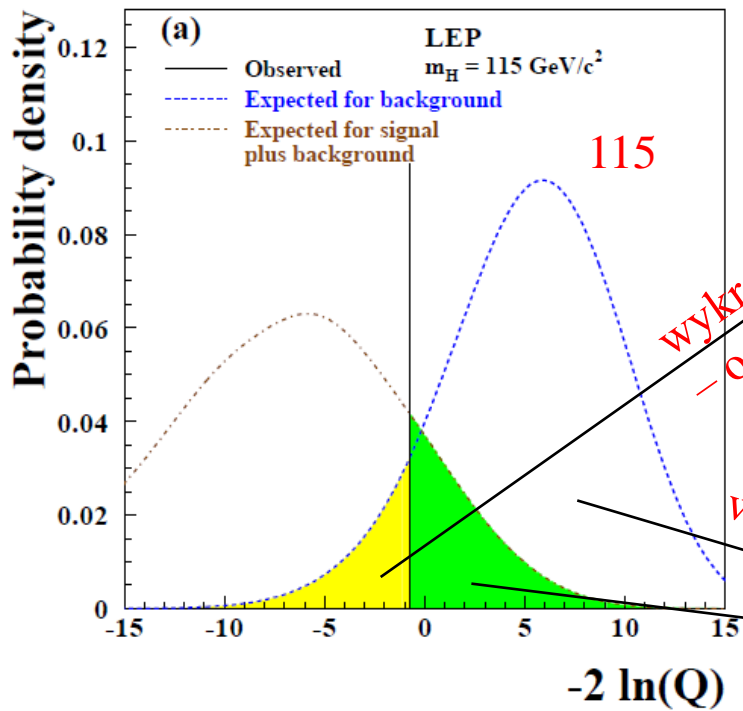 (a)
LEP
m_H = 115 GeV/c²
Observed
Expected for background
Expected for signal
plus background
115
Probability density
0.12
0.1
0.08
0.06
0.04
0.02
0
-15 -10 -5 0 5 10 15
-2 ln(Q)